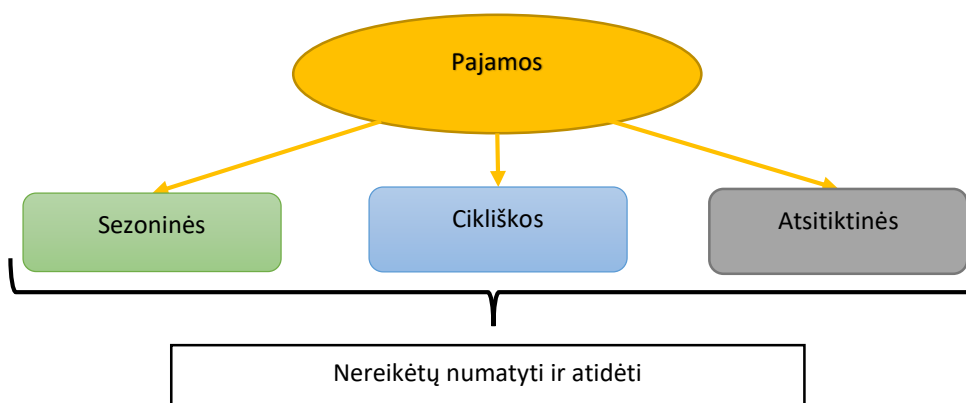 Pajamos
Sezoninės
Cikliškos
Atsitiktinės
Nereikėtų numatyti ir atidėti